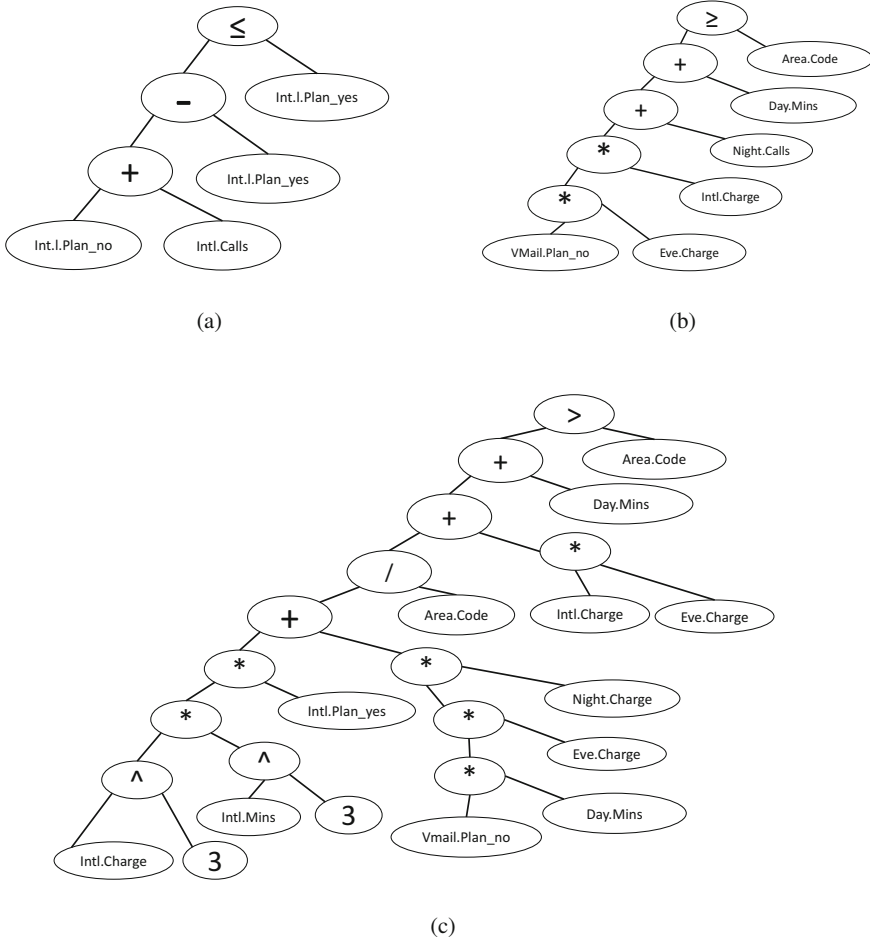 ≤
-
Int.l.Plan_yes
+
Int.l.Plan_yes
Int.l.Plan_no
Intl.Calls
(a)
≥
+
Area.Code
+
Day.Mins
*
Night.Calls
*
Intl.Charge
VMail.Plan_no
Eve.Charge
(b)
>
+
Area.Code
+
Day.Mins
/
*
+
Area.Code
Intl.Charge
Eve.Charge
*
*
Intl.Plan_yes
Night.Charge
*
*
Eve.Charge
^
^
*
Intl.Mins
3
Day.Mins
Vmail.Plan_no
Intl.Charge
3
(c)